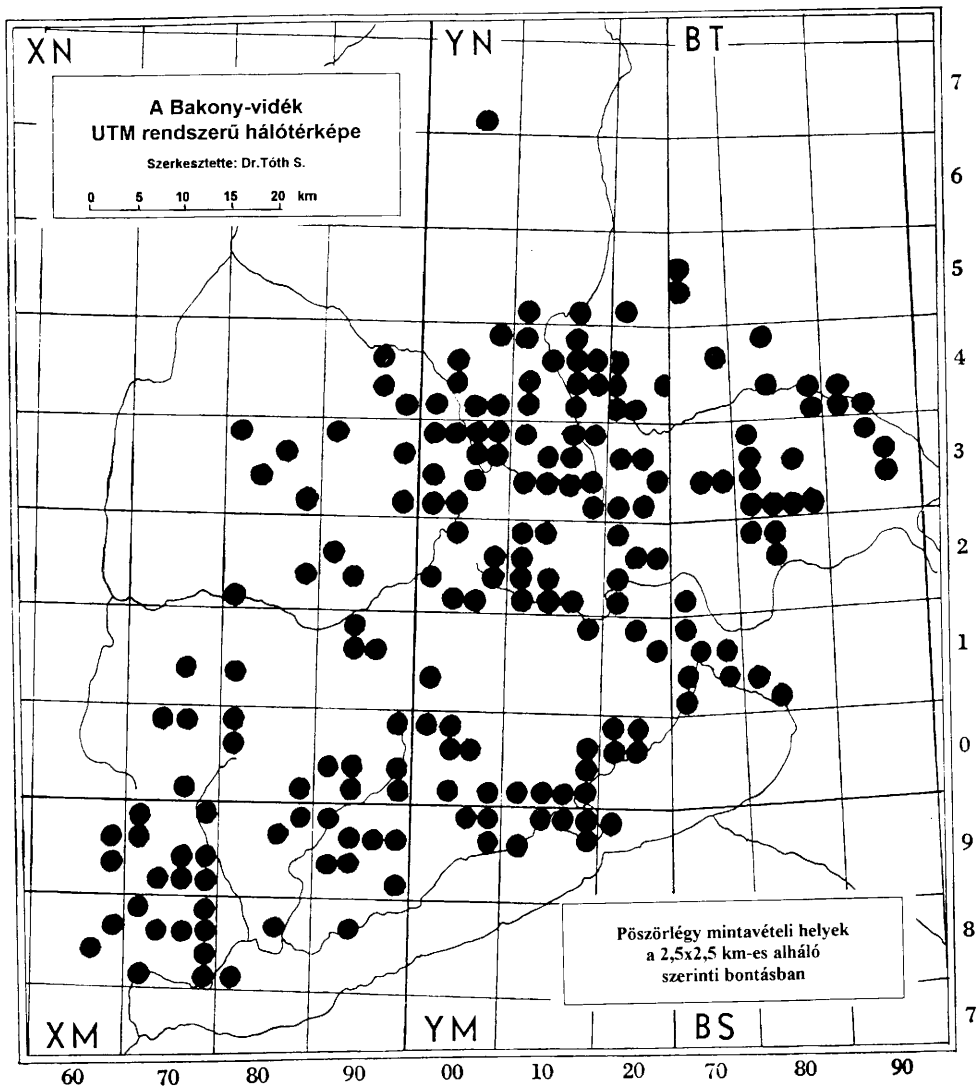 XN YN BT
A Bakony-vidék
UTM rendszerű hálótérképe
Szerkesztette: Dr.Tóth S.
0 5 10 15 20 km
7
6
5
4
3
2
1
0
9
8
7
Pöszörlégy mintavételi helyek
a 2,5x2,5 km-es alháló
szerinti bontásban
XM YM BS
60 70 80 90 00 10 20 70 80 90